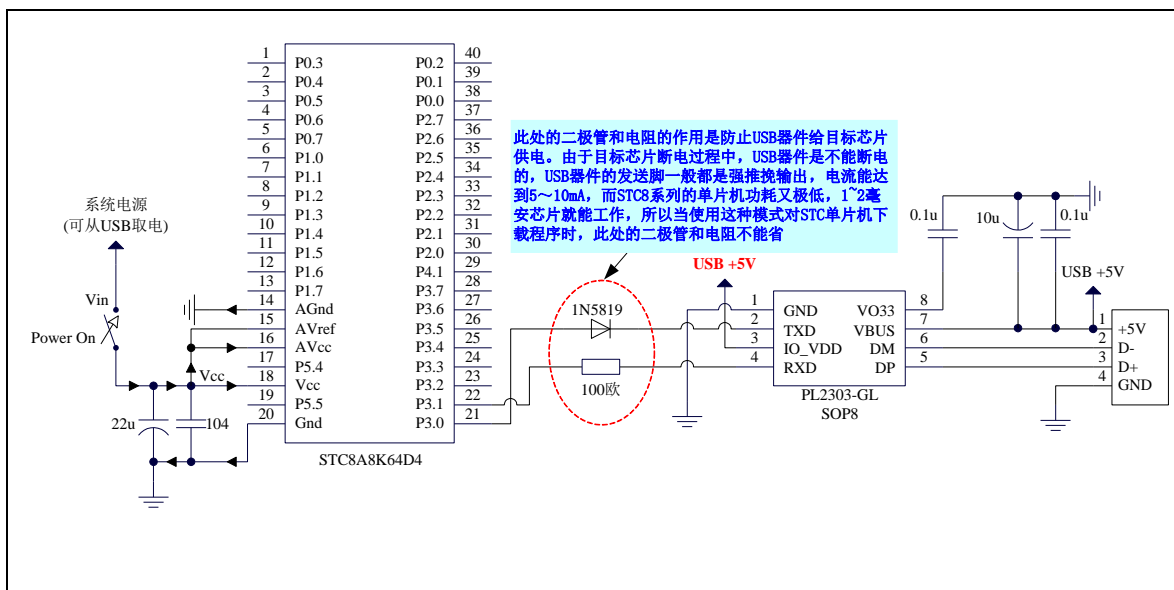 系统电源
(可从USB取电)
Vin
Power On
Vcc
22u
104
1 P0.3 P0.2 40
2 P0.4 P0.1 39
3 P0.5 P0.0 38
4 P0.6 P2.7 37
5 P0.7 P2.6 36
6 P1.0 P2.5 35
7 P1.1 P2.4 34
8 P1.2 P2.3 33
9 P1.3 P2.2 32
10 P1.4 P2.1 31
11 P1.5 P2.0 30
12 P1.6 P4.1 29
13 P1.7 P3.7 28
14 AGnd P3.6 27
15 AVref P3.5 26
16 AVcc P3.4 25
17 P5.4 P3.3 24
18 Vcc P3.2 23
19 P5.5 P3.1 22
20 Gnd P3.0 21
STC8A8K64D4
此处的二极管和电阻的作用是防止USB器件给目标芯片
供电。由于目标芯片断电过程中，USB器件是不能断电
的，USB器件的发送脚一般都是强推挽输出，电流能达
到5～10mA，而STC8系列的单片机功耗又极低，1~2毫
安芯片就能工作，所以当使用这种模式对STC单片机下
载程序时，此处的二极管和电阻不能省
1N5819
100欧
USB +5V
1 GND VO33 8
2 TXD VBUS 7
3 IO_VDD DM 6
4 RXD DP 5
PL2303-GL
SOP8
0.1u
10u
0.1u
USB +5V
1 +5V
2 D-
3 D+
4 GND